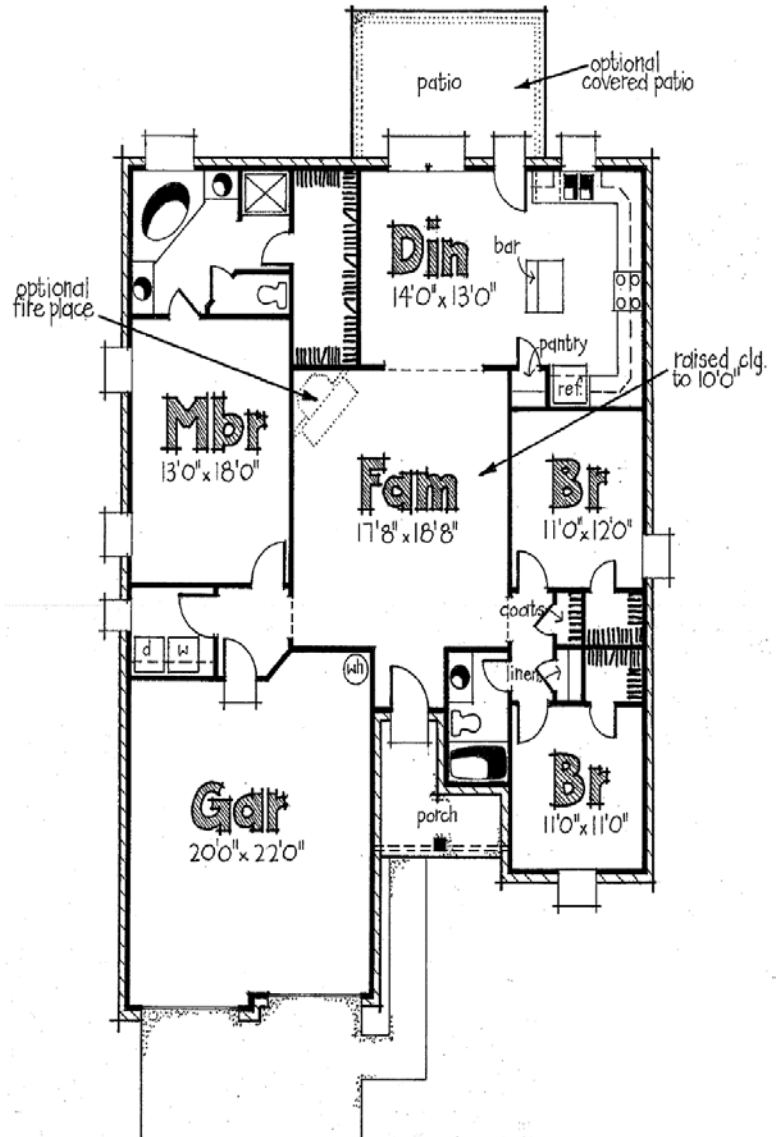 patio
optional
covered patio
Din
14'0" x 13'0"
bar
optional
fire place
pantry
ref.
raised clg.
to 10'0"
Mbr
13'0" x 18'0"
Fam
17'8" x 18'8"
Br
11'0" x 12'0"
coats
d
w
wh
linen
Gar
20'0" x 22'0"
porch
Br
11'0" x 11'0"